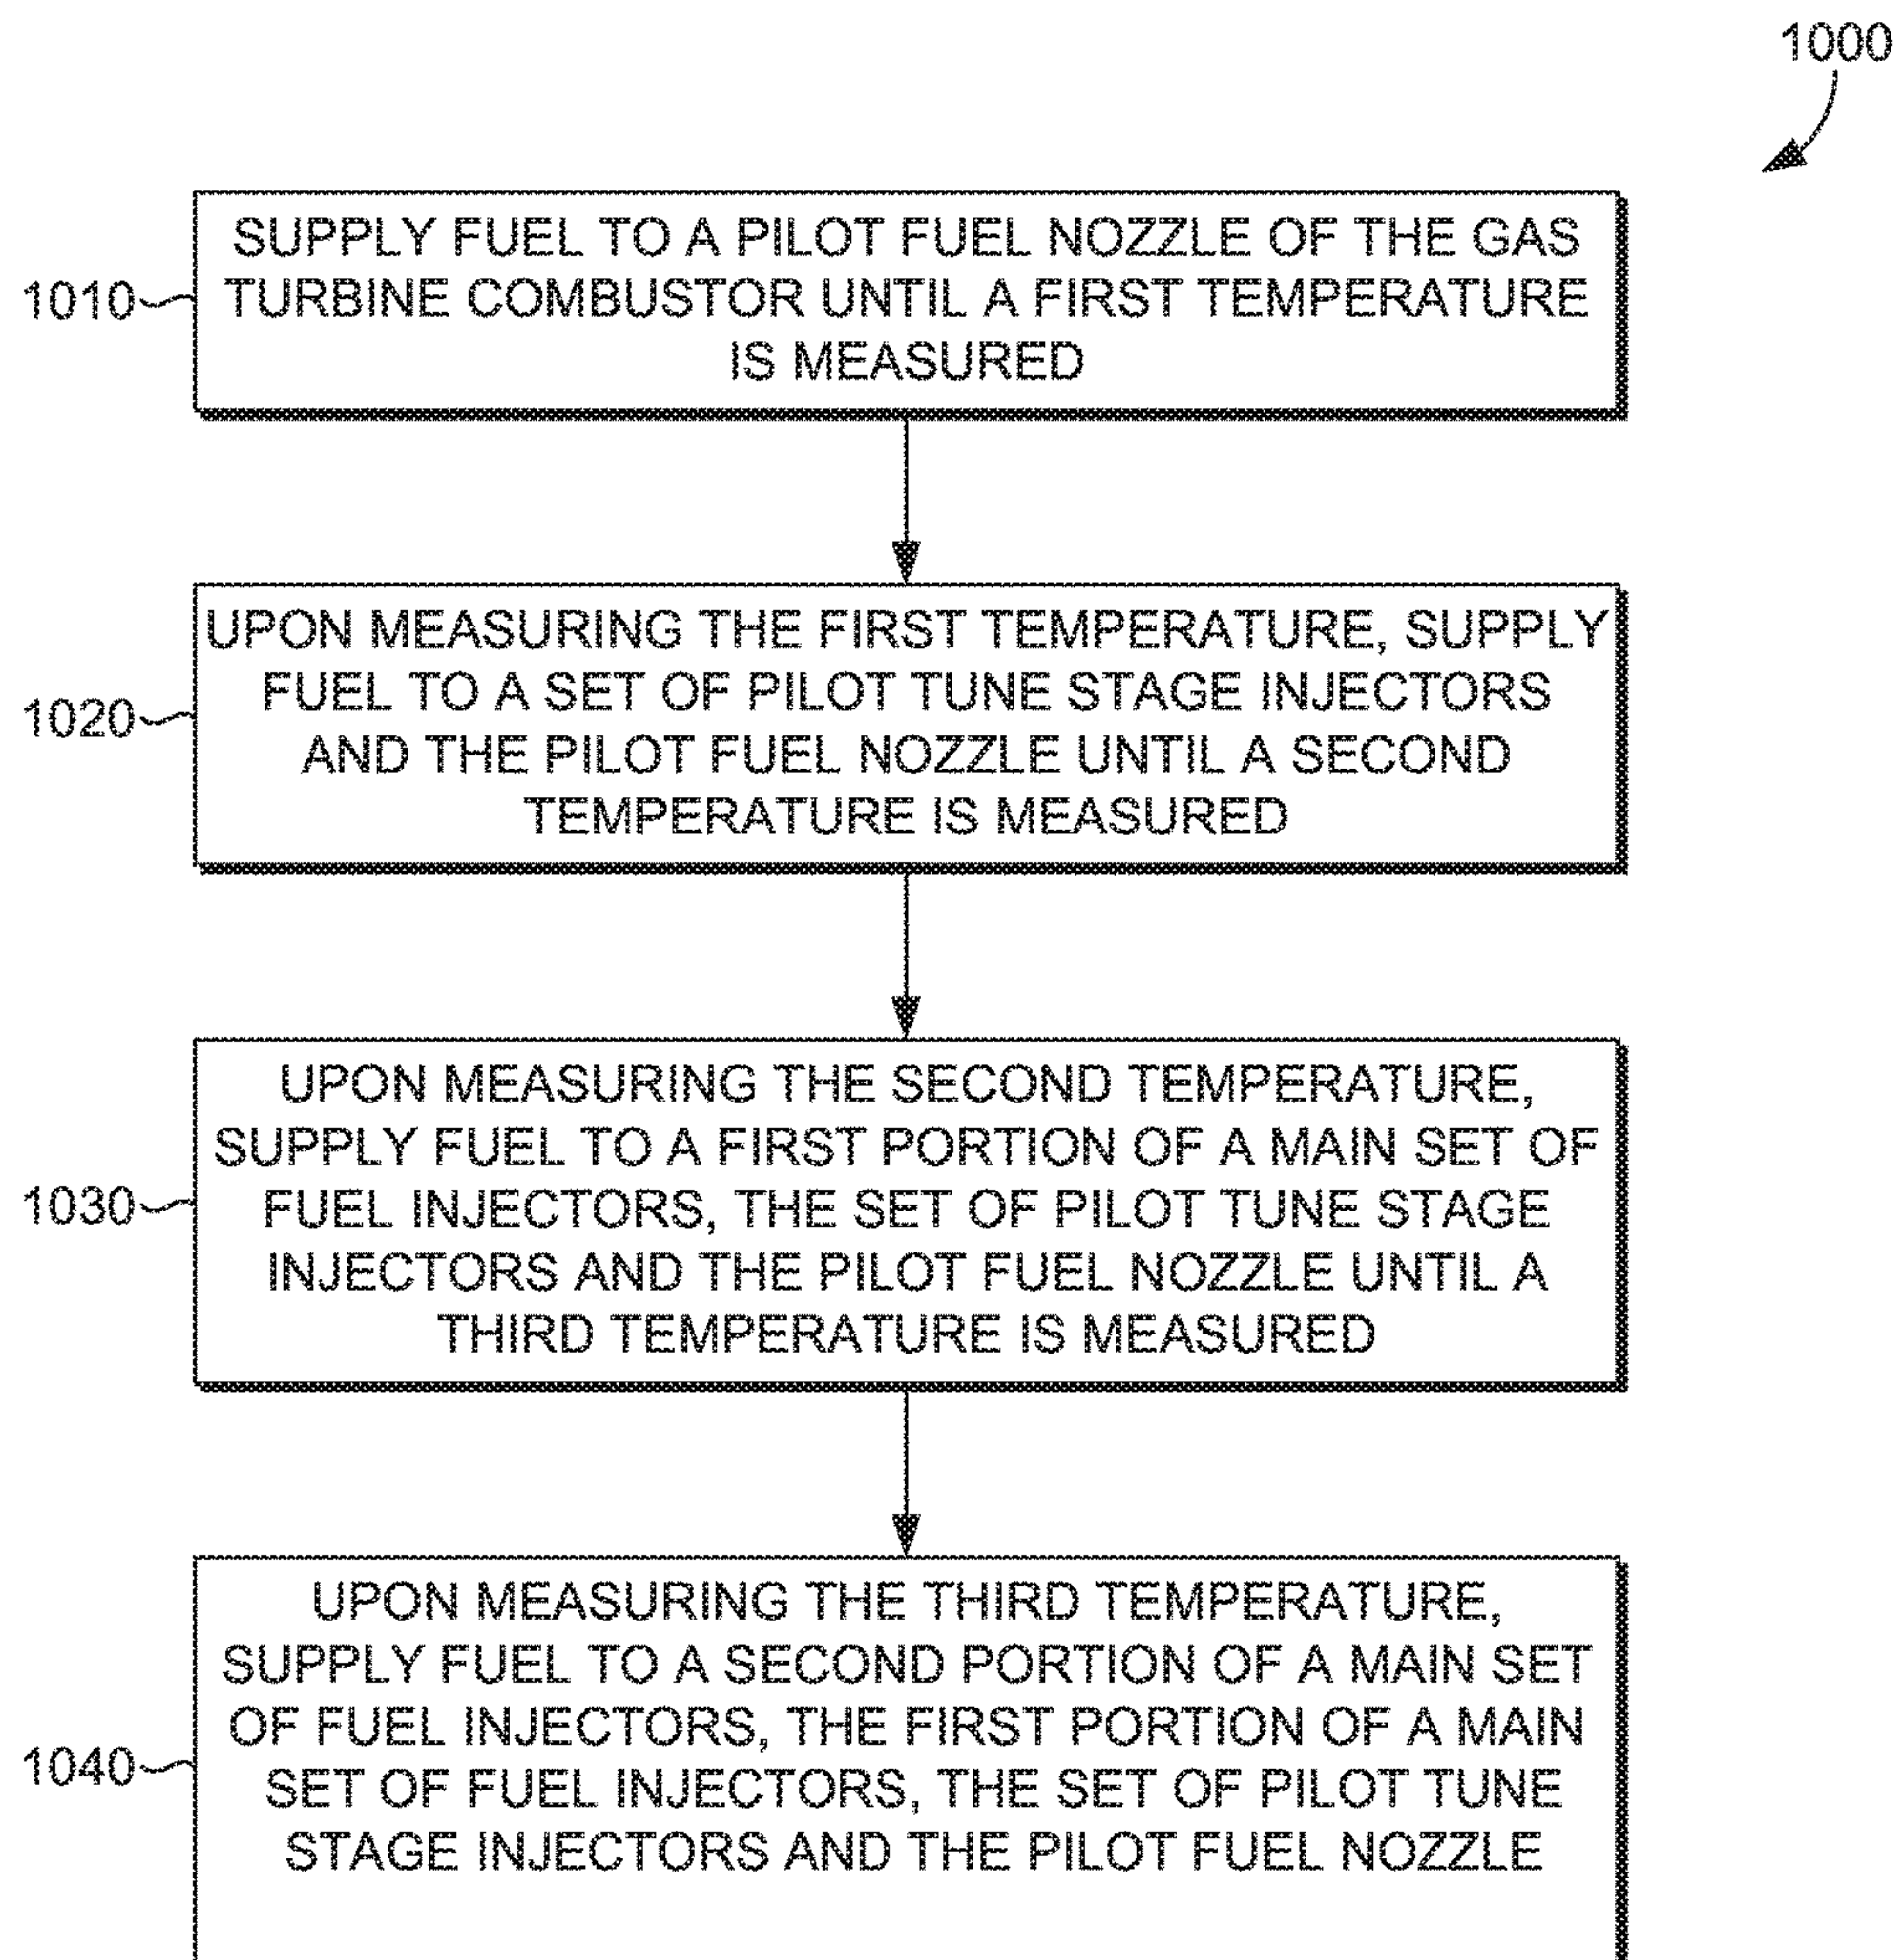 1000
SUPPLY FUEL TO A PILOT FUEL NOZZLE OF THE GAS
TURBINE COMBUSTOR UNTIL A FIRST TEMPERATURE
IS MEASURED
1010
UPON MEASURING THE FIRST TEMPERATURE, SUPPLY
FUEL TO A SET OF PILOT TUNE STAGE INJECTORS
AND THE PILOT FUEL NOZZLE UNTIL A SECOND
TEMPERATURE IS MEASURED
1020
UPON MEASURING THE SECOND TEMPERATURE,
SUPPLY FUEL TO A FIRST PORTION OF A MAIN SET OF
FUEL INJECTORS, THE SET OF PILOT TUNE STAGE
INJECTORS AND THE PILOT FUEL NOZZLE UNTIL A
THIRD TEMPERATURE IS MEASURED
1030
UPON MEASURING THE THIRD TEMPERATURE,
SUPPLY FUEL TO A SECOND PORTION OF A MAIN SET
OF FUEL INJECTORS, THE FIRST PORTION OF A MAIN
SET OF FUEL INJECTORS, THE SET OF PILOT TUNE
STAGE INJECTORS AND THE PILOT FUEL NOZZLE
1040